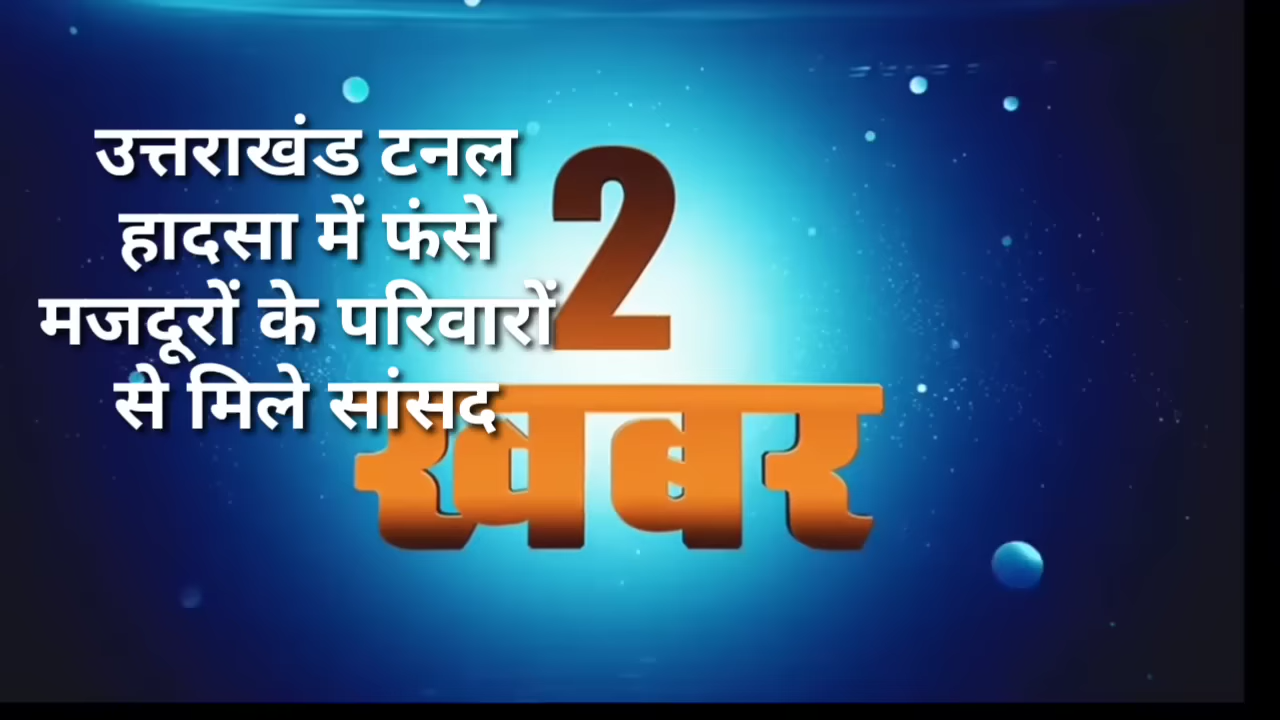 उत्तराखंड टनल
हादसा में फंसे
मजदूरों के परिवारों
से मिले सांसद
2
खबर